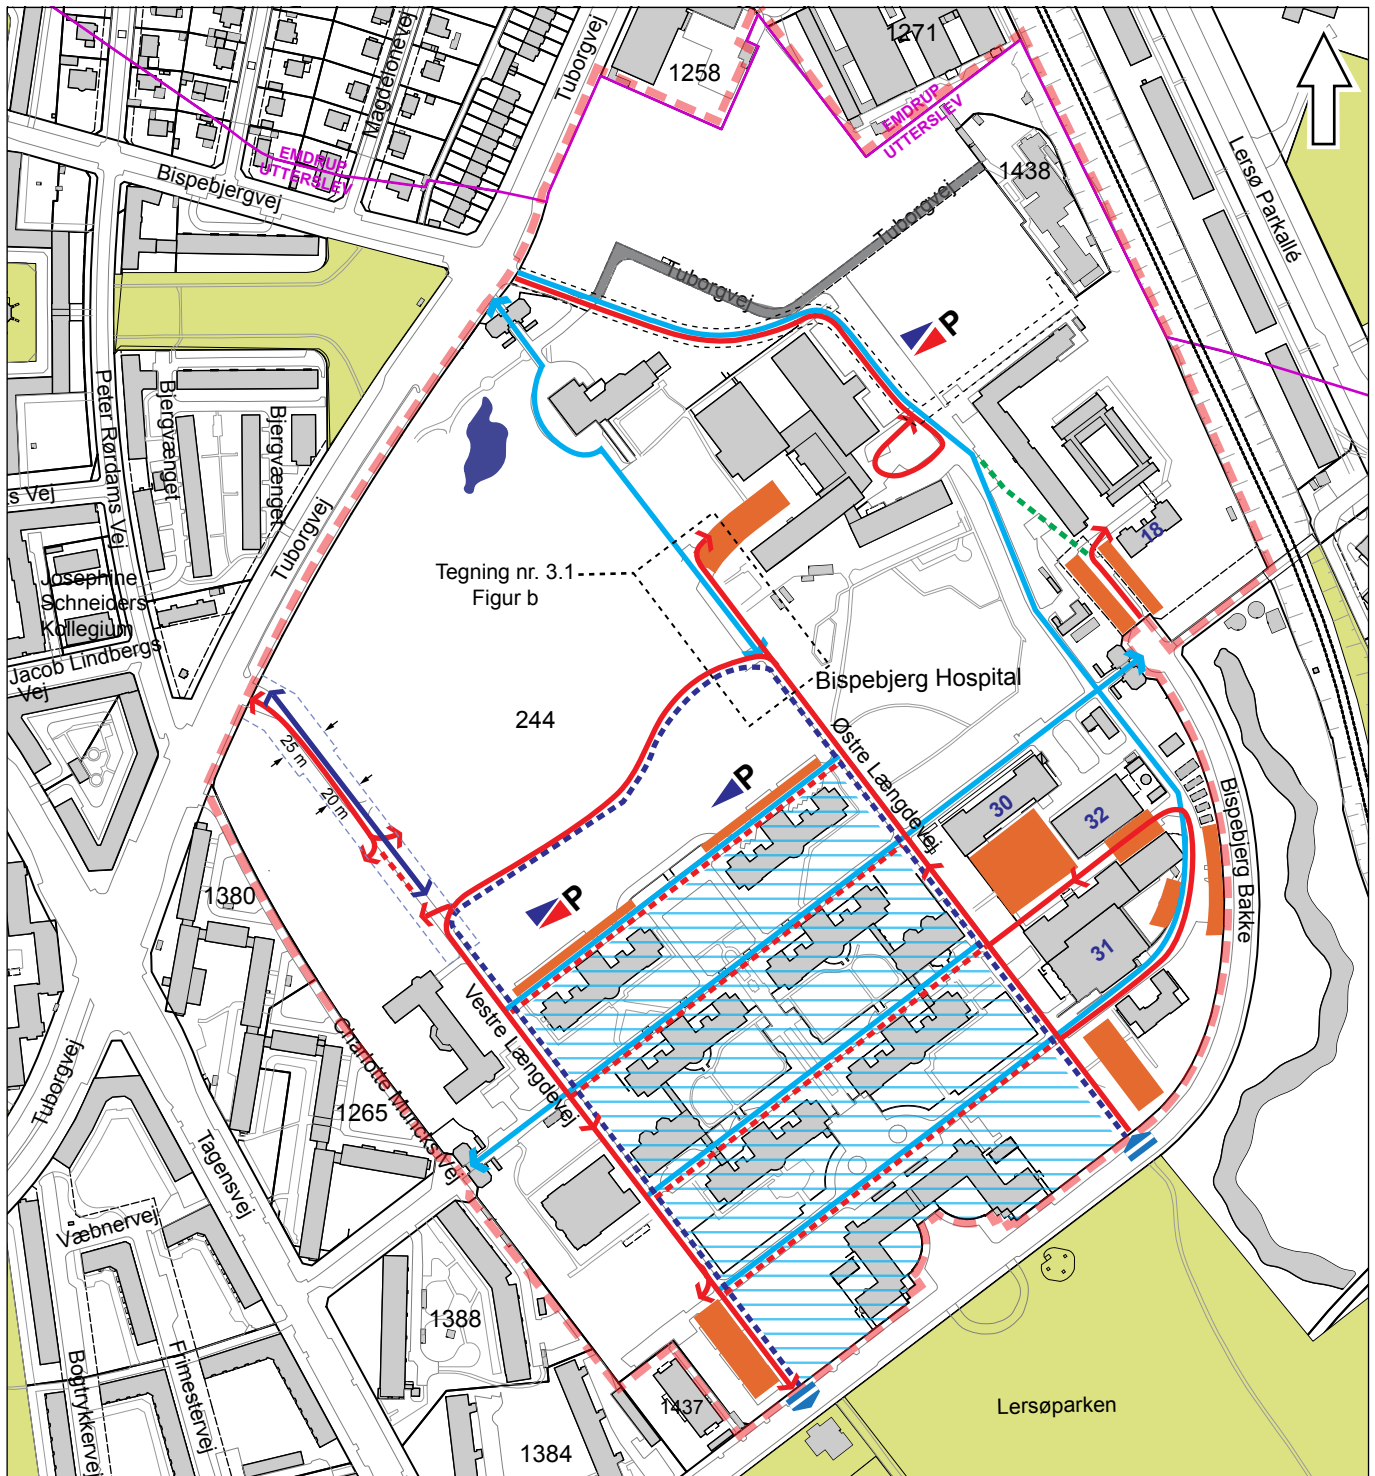 1258
1271
Tuborgvej
Magdelonevej
EMDRUP
UTTERSLEV
EMDRUP
UTTERSLEV
Bispebjergvej
1438
Lersø Parkallé
Tuborgvej
Tuborgvej
P
Peter Rørdams Vej
Bjergvænget
Bjergvænget
s Vej
Tuborgvej
18
Tegning nr. 3.1
Figur b
Josephine
Schneiders
Kollegium
Jacob Lindbergs
Vej
Bispebjerg Hospital
244
Østre Længdevej
25 m
20 m
P
30
32
Bispebjerg Bakke
1380
P
31
Vestre Længdevej
Charlotte Muncks Vej
Tuborgvej
1265
Tagensvej
Væbnervej
1388
Frimestervej
Bogtrykkervej
1437
Lersøparken
1384